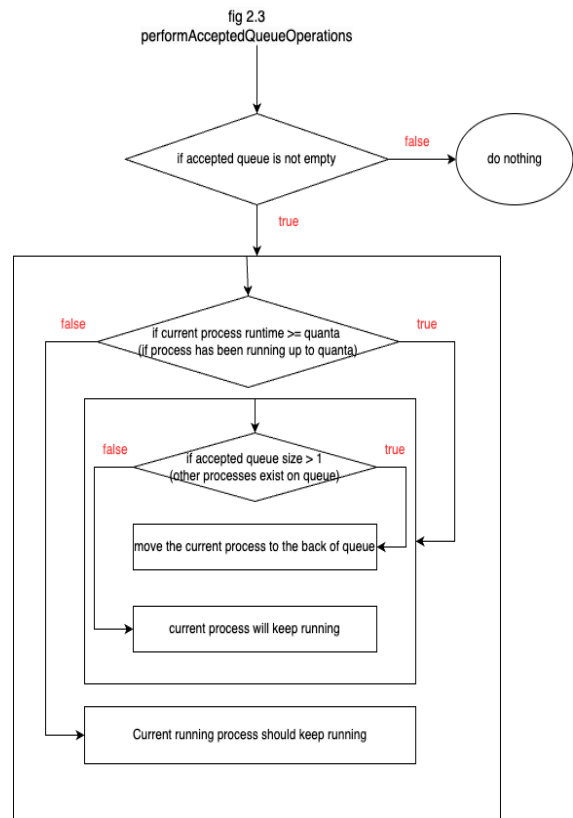 fig 2.3
performAcceptedQueueOperations
if accepted queue is not empty
false
do nothing
true
false
if current process runtime >= quanta
(if process has been running up to quanta)
true
false
if accepted queue size > 1
(other processes exist on queue)
true
move the current process to the back of queue
current process will keep running
Current running process should keep running